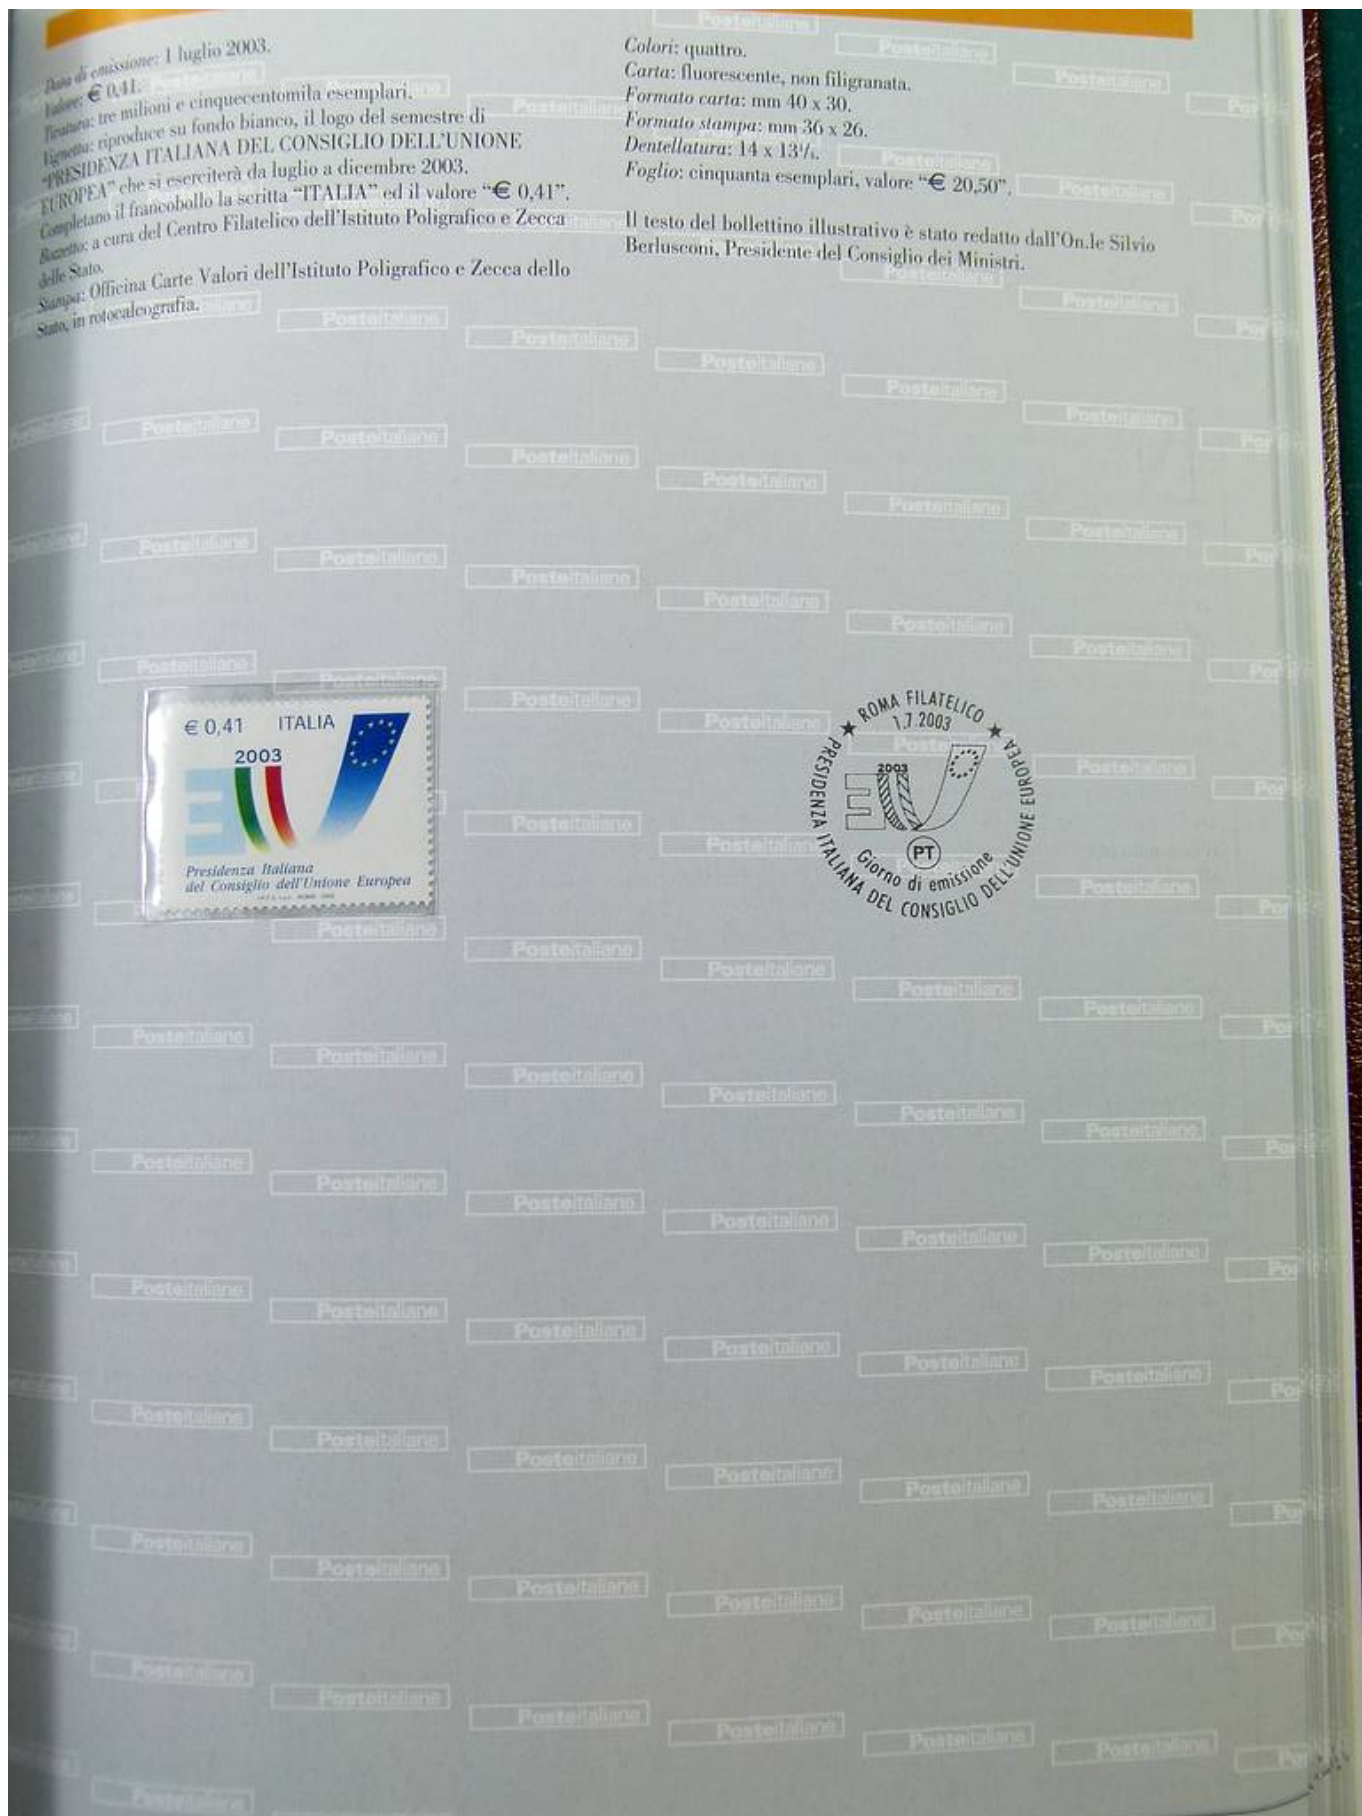 Data di emissione: 1 luglio 2003.
Valore: € 0,41.
Tiratura: tre milioni e cinquecentomila esemplari.
Vignetta: riproduce su fondo bianco, il logo del semestre di
“PRESIDENZA ITALIANA DEL CONSIGLIO DELL’UNIONE
EUROPEA” che si eserciterà da luglio a dicembre 2003.
Completano il francobollo la scritta “ITALIA” ed il valore “€ 0,41”.
Bozzetto: a cura del Centro Filatelico dell’Istituto Poligrafico e Zecca
delle Stato.
Stampa: Officina Carte Valori dell’Istituto Poligrafico e Zecca dello
Stato, in rotocalcografia.
Colori: quattro.
Carta: fluorescente, non filigranata.
Formato carta: mm 40 x 30.
Formato stampa: mm 36 x 26.
Dentellatura: 14 x
Foglio: cinquanta esemplari, valore “€ 20,50”.
Il testo del bollettino illustrativo è stato redatto dall’On.le Silvio
Berlusconi, Presidente del Consiglio dei Ministri.
€ 0,41 ITALIA
2003
EU
Presidenza Italiana
del Consiglio dell'Unione Europea
ROMA FILATELICO
1.7.2003
2003
EU
PT
Giorno di emissione
PRESIDENZA ITALIANA DEL CONSIGLIO DELL'UNIONE EUROPEA
Posteitaliane